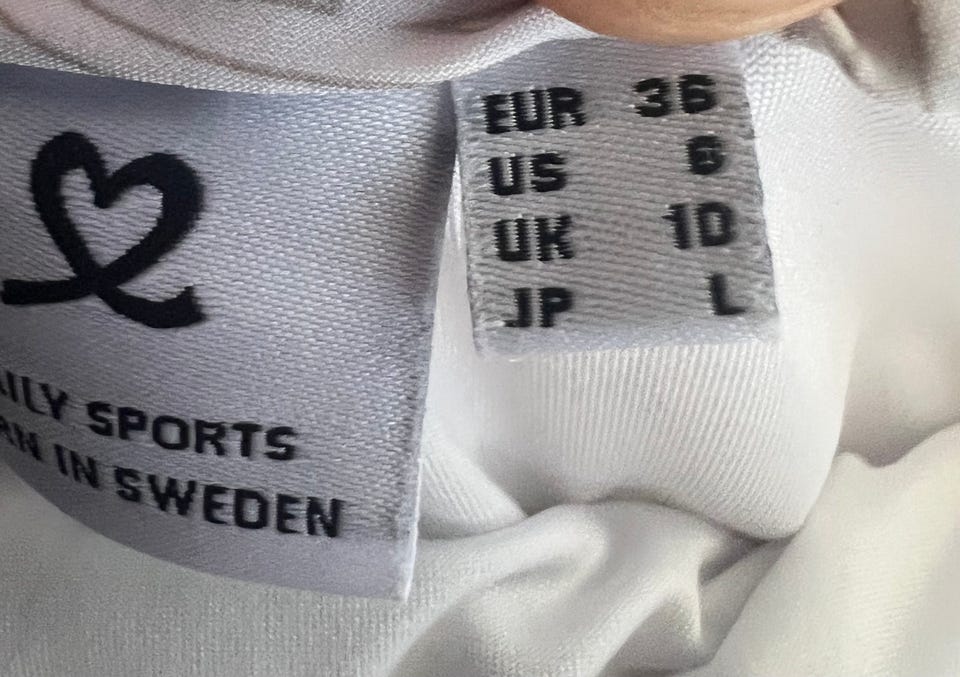 SPORTS
IN SWEDEN
EUR 36
US 6
UK 10
JP L